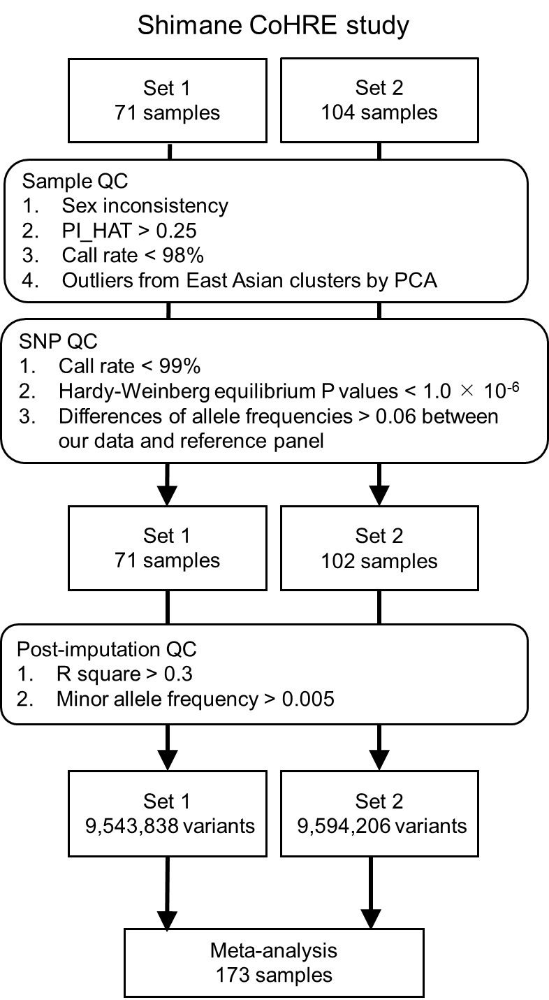 Shimane CoHRE study
Set 1
71 samples
Set 2
104 samples
Sample QC
1. Sex inconsistency
2. PI_HAT > 0.25
3. Call rate < 98%
4. Outliers from East Asian clusters by PCA
SNP QC
1. Call rate < 99%
2. Hardy-Weinberg equilibrium P values < 1.0 × 10⁻⁶
3. Differences of allele frequencies > 0.06 between
our data and reference panel
Set 1
71 samples
Set 2
102 samples
Post-imputation QC
1. R square > 0.3
2. Minor allele frequency > 0.005
Set 1
9,543,838 variants
Set 2
9,594,206 variants
Meta-analysis
173 samples